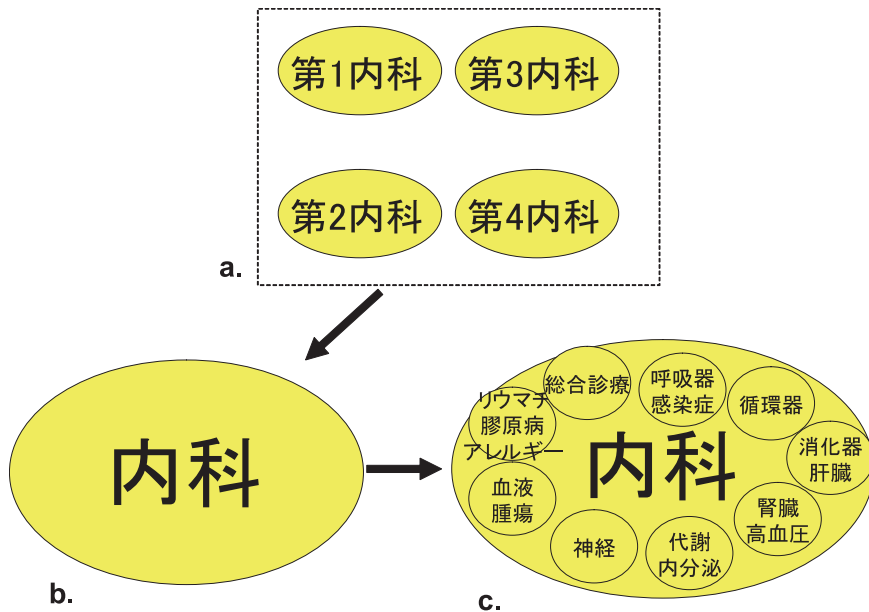 第1内科
第3内科
第2内科
第4内科
a.
内科
b.
総合診療
呼吸器
感染症
循環器
消化器
肝臓
腎臓
高血圧
代謝
内分泌
神経
血液
腫瘍
リウマチ
膠原病
アレルギー
内科
c.